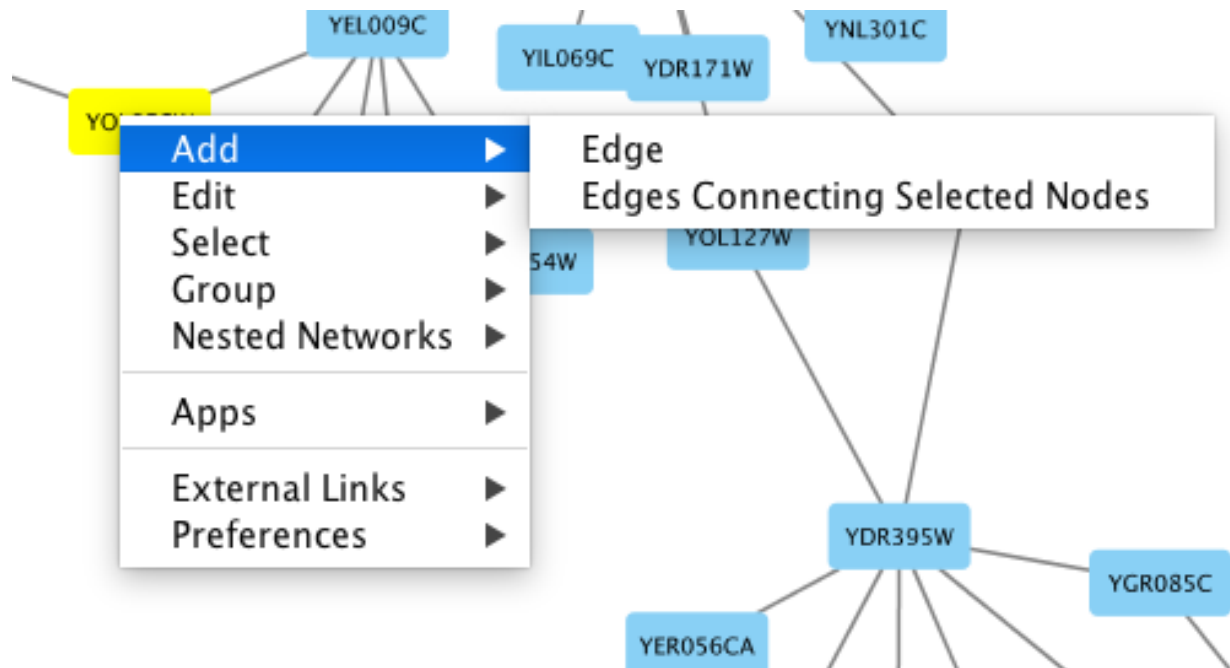 YEL009C
YIL069C
YDR171W
YNL301C
Add
Edge
Edit
Edges Connecting Selected Nodes
Select
YOL127W
54W
Group
Nested Networks
Apps
External Links
Preferences
YDR395W
YGR085C
YER056CA